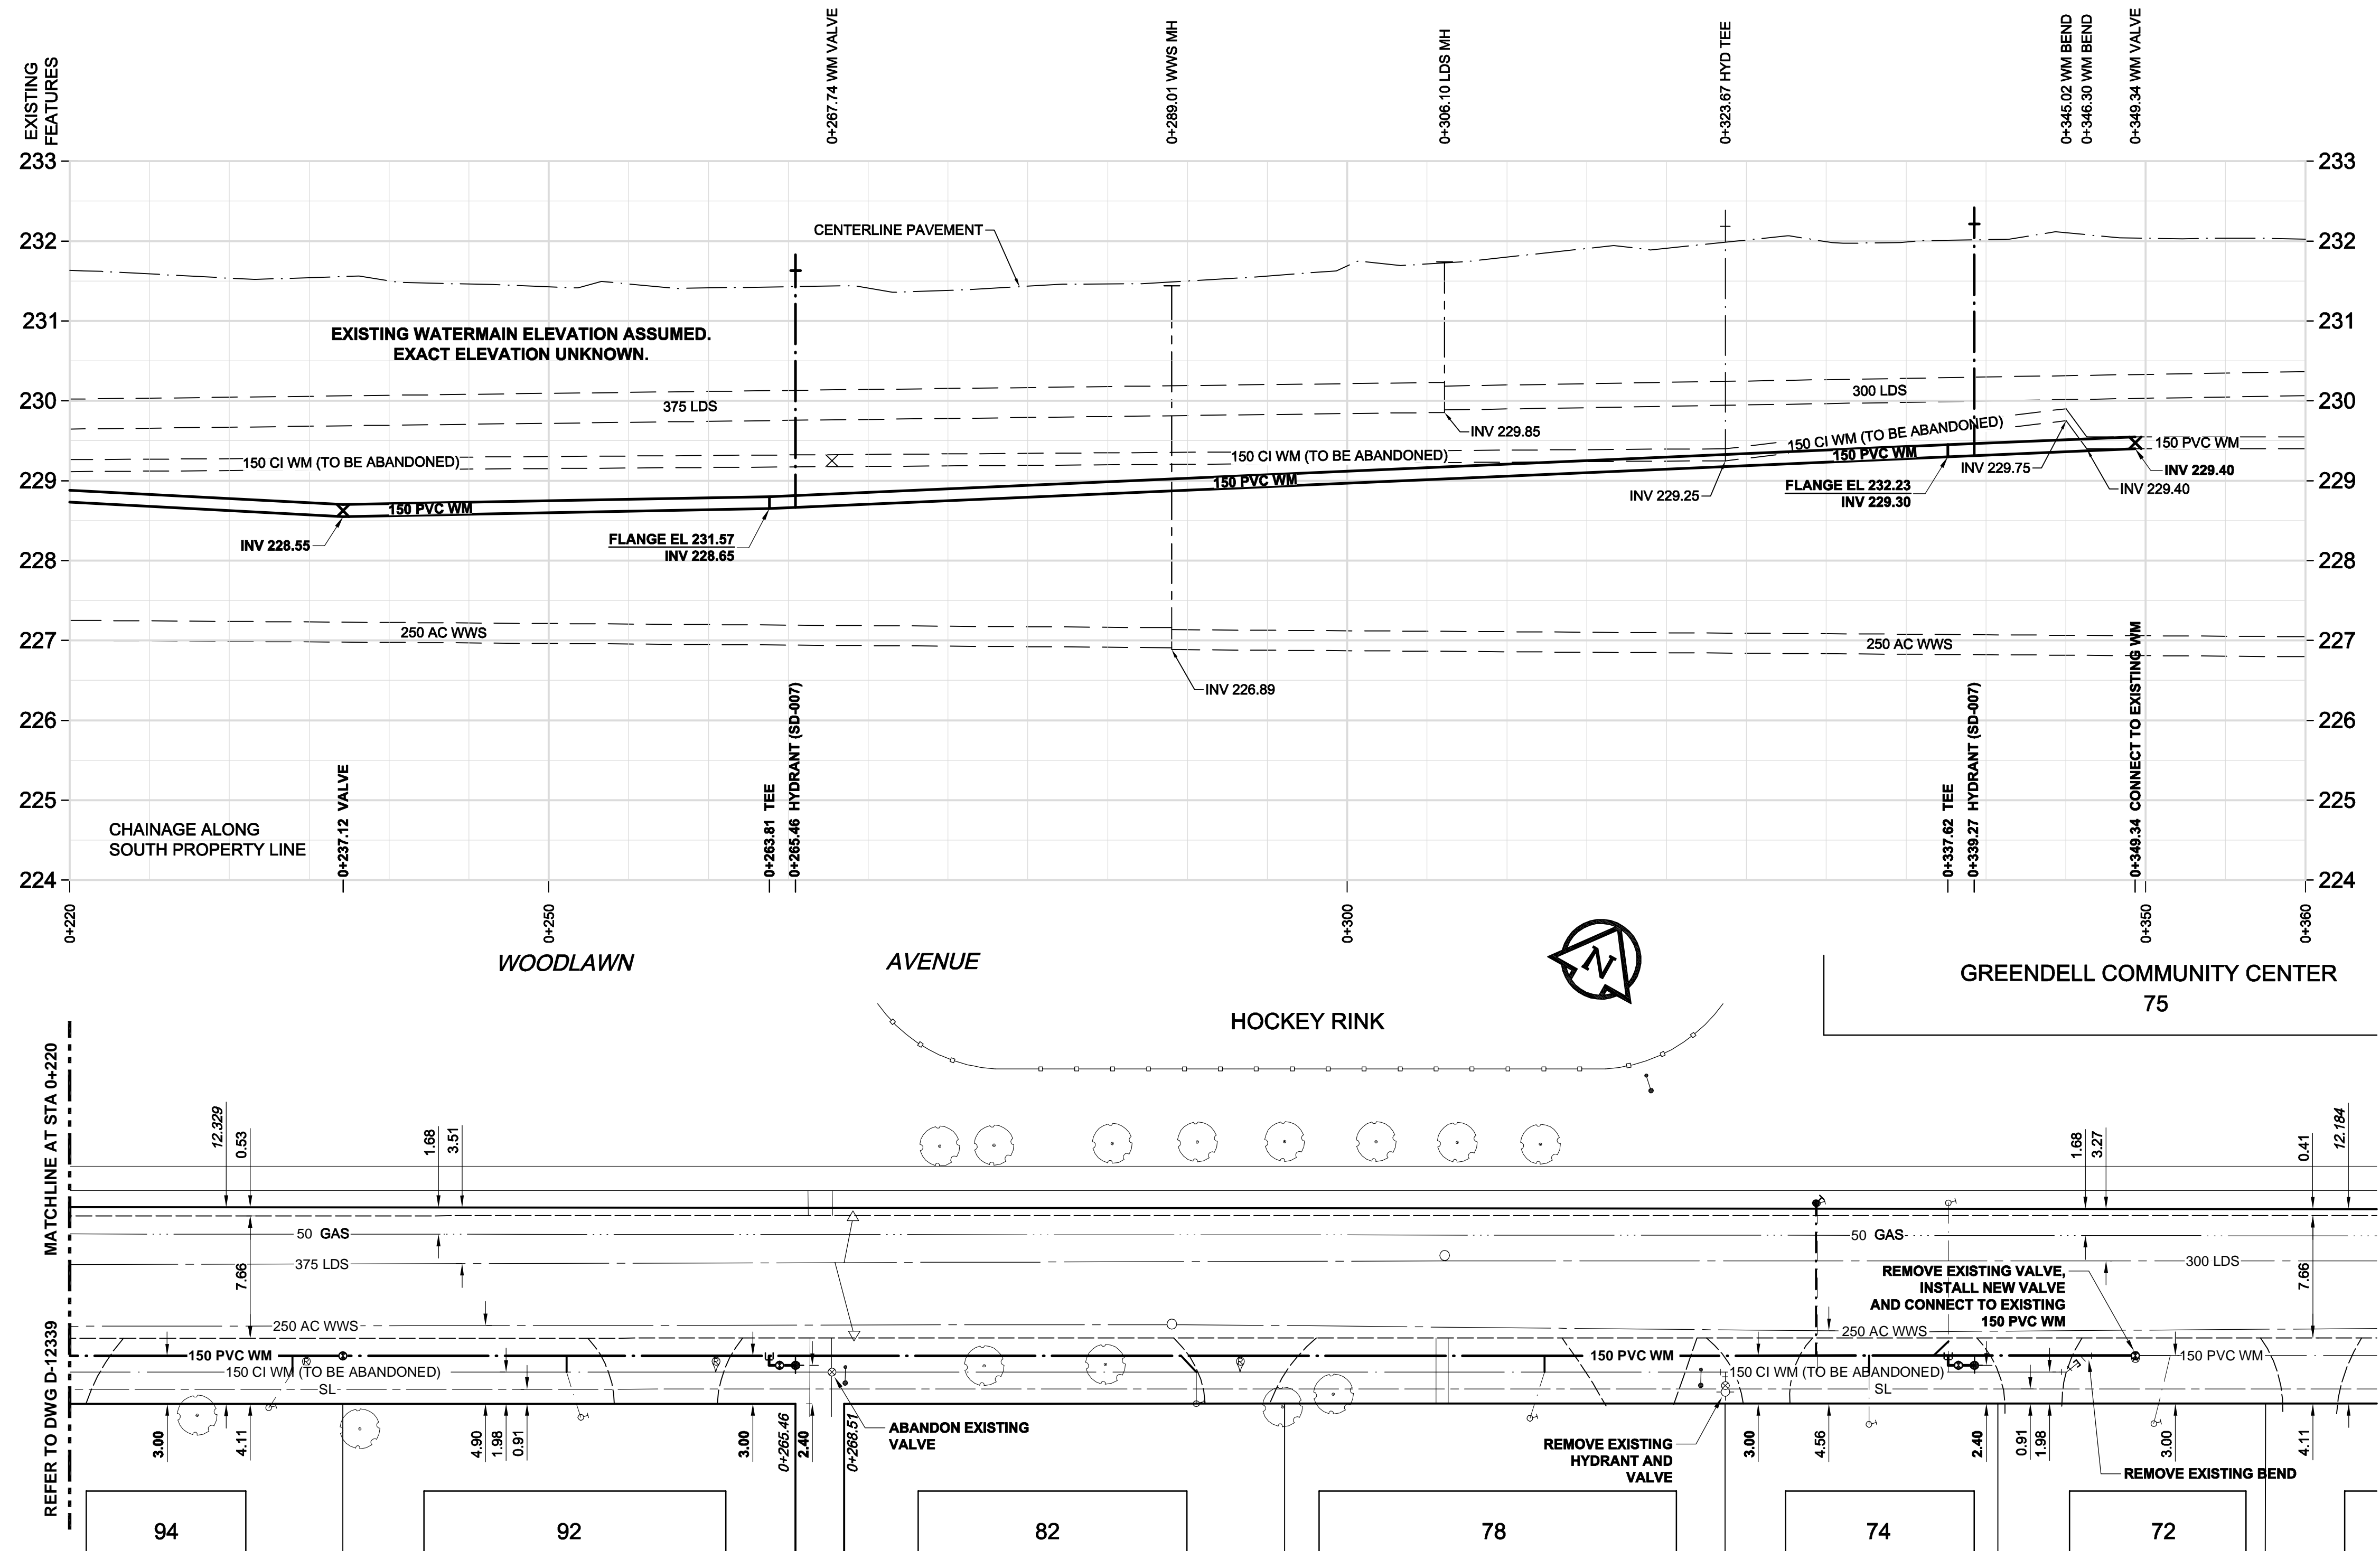 EXISTING
FEATURES
0+267.74 WM VALVE
0+289.01 WWS MH
0+306.10 LDS MH
0+323.67 HYD TEE
0+345.02 WM BEND
0+346.30 WM BEND
0+349.34 WM VALVE
233
233
232
232
231
231
230
230
229
229
228
228
227
227
226
226
225
225
224
224
CENTERLINE PAVEMENT
EXISTING WATERMAIN ELEVATION ASSUMED.
EXACT ELEVATION UNKNOWN.
375 LDS
300 LDS
INV 229.85
150 CI WM (TO BE ABANDONED)
150 CI WM (TO BE ABANDONED)
150 CI WM (TO BE ABANDONED)
150 PVC WM
150 PVC WM
150 PVC WM
150 PVC WM
INV 229.75
INV 229.40
INV 229.40
INV 229.25
FLANGE EL 232.23
INV 229.30
INV 228.55
FLANGE EL 231.57
INV 228.65
250 AC WWS
250 AC WWS
INV 226.89
CHAINAGE ALONG
SOUTH PROPERTY LINE
0+237.12 VALVE
0+263.81 TEE
0+265.46 HYDRANT (SD-007)
0+337.62 TEE
0+339.27 HYDRANT (SD-007)
0+349.34 CONNECT TO EXISTING WM
0+220
0+250
0+300
0+350
0+360
WOODLAWN AVENUE
N
GREENDELL COMMUNITY CENTER
75
HOCKEY RINK
MATCHLINE AT STA 0+220
REFER TO DWG D-12339
12.329
0.53
1.68
3.51
1.68
3.27
0.41
12.184
50 GAS
50 GAS
375 LDS
300 LDS
7.66
7.66
REMOVE EXISTING VALVE,
INSTALL NEW VALVE
AND CONNECT TO EXISTING
150 PVC WM
250 AC WWS
250 AC WWS
150 PVC WM
150 PVC WM
150 PVC WM
150 CI WM (TO BE ABANDONED)
150 CI WM (TO BE ABANDONED)
SL
SL
3.00
4.11
4.90
1.98
0.91
3.00
0+265.46
2.40
0+268.51
ABANDON EXISTING
VALVE
REMOVE EXISTING
HYDRANT AND
VALVE
3.00
4.56
2.40
0.91
1.98
3.00
4.11
REMOVE EXISTING BEND
94
92
82
78
74
72